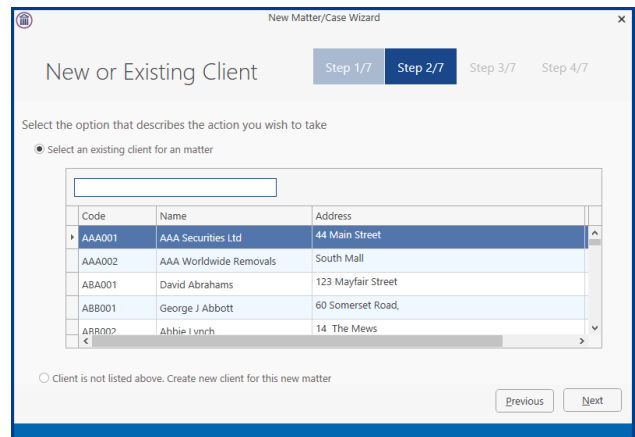 New Matter/Case Wizard
New or Existing Client
Step 1/7 Step 2/7 Step 3/7 Step 4/7
Select the option that describes the action you wish to take
Select an existing client for an matter
Code Name Address
AAA001 AAA Securities Ltd 44 Main Street
AAA002 AAA Worldwide Removals South Mall
ABA001 David Abrahams 123 Mayfair Street
ABB001 George J Abbott 60 Somerset Road,
ABB002 Abbie Lynch 14 The Mews
Client is not listed above. Create new client for this new matter
Previous Next